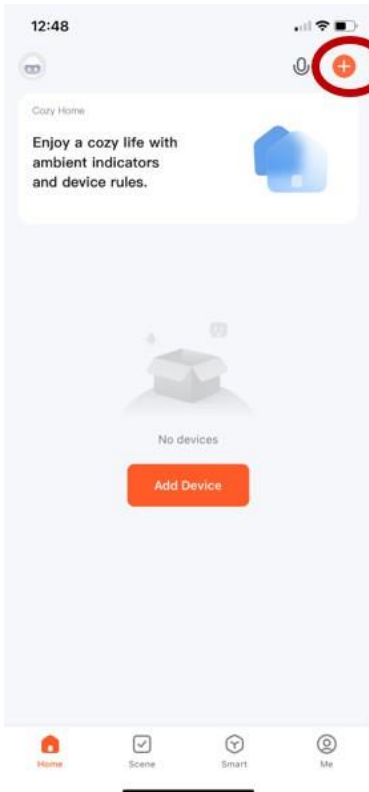 12:48
Cozy Home
Enjoy a cozy life with
ambient indicators
and device rules.
No devices
Add Device
Home
Scene
Smart
Me